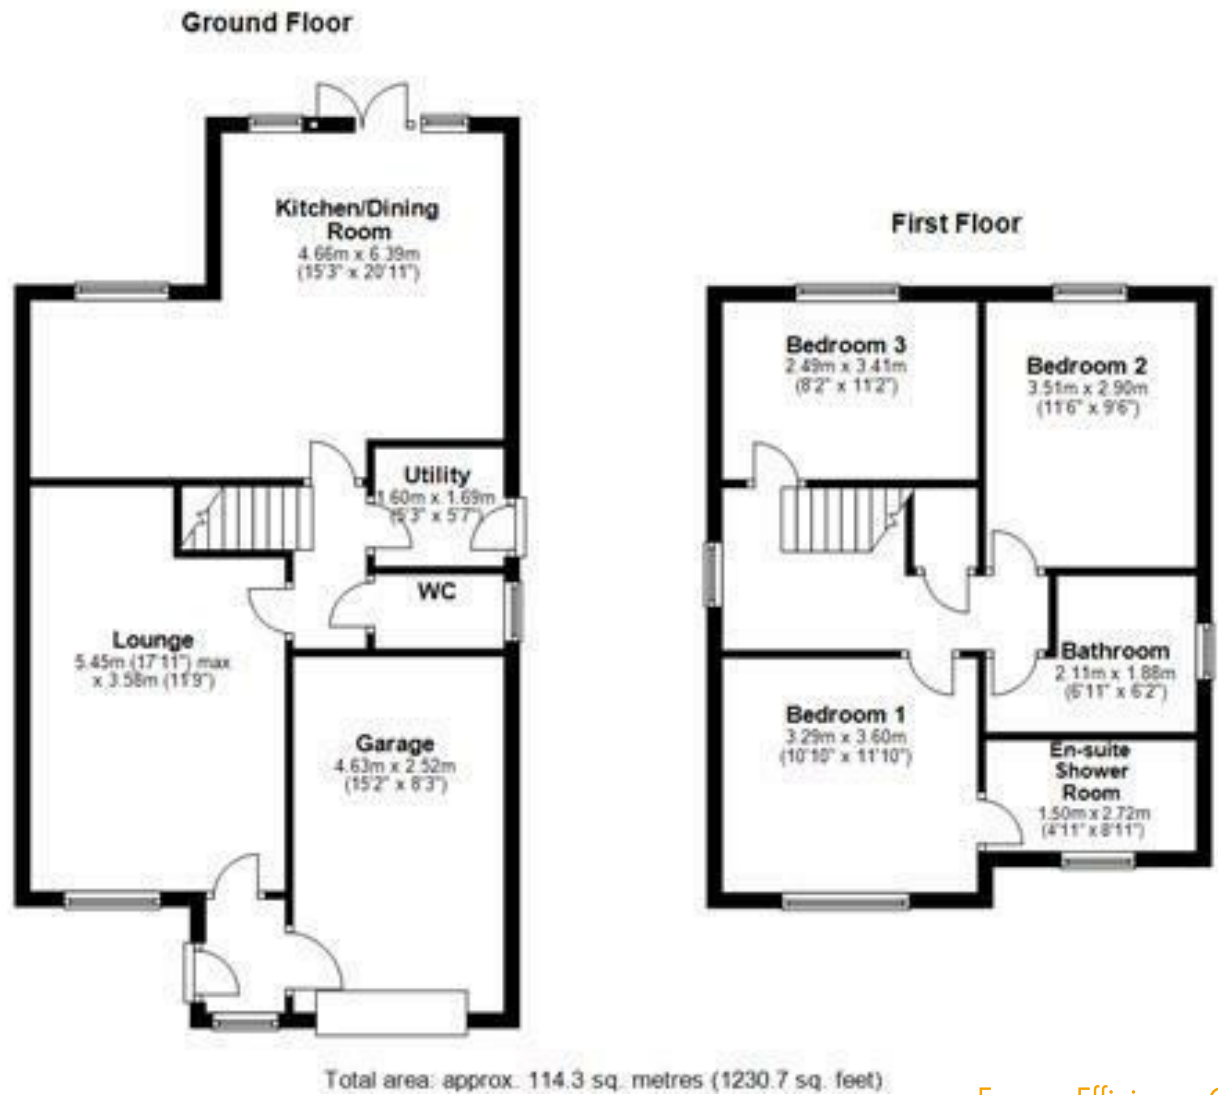 Ground Floor
Kitchen/Dining
Room
4.66m x 6.39m
(15'3" x 20'11")
Utility
1.60m x 1.69m
(5'3" x 5'7")
WC
Lounge
5.45m (17'11") max
x 3.58m (11'9")
Garage
4.63m x 2.52m
(15'2" x 8'3")
First Floor
Bedroom 3
2.49m x 3.41m
(8'2" x 11'2")
Bedroom 2
3.51m x 2.90m
(11'6" x 9'6")
Bathroom
2.11m x 1.88m
(6'11" x 6'2")
Bedroom 1
3.29m x 3.60m
(10'10" x 11'10")
En-suite
Shower
Room
1.50m x 2.72m
(4'11" x 8'11")
Total area: approx. 114.3 sq. metres (1230.7 sq. feet)